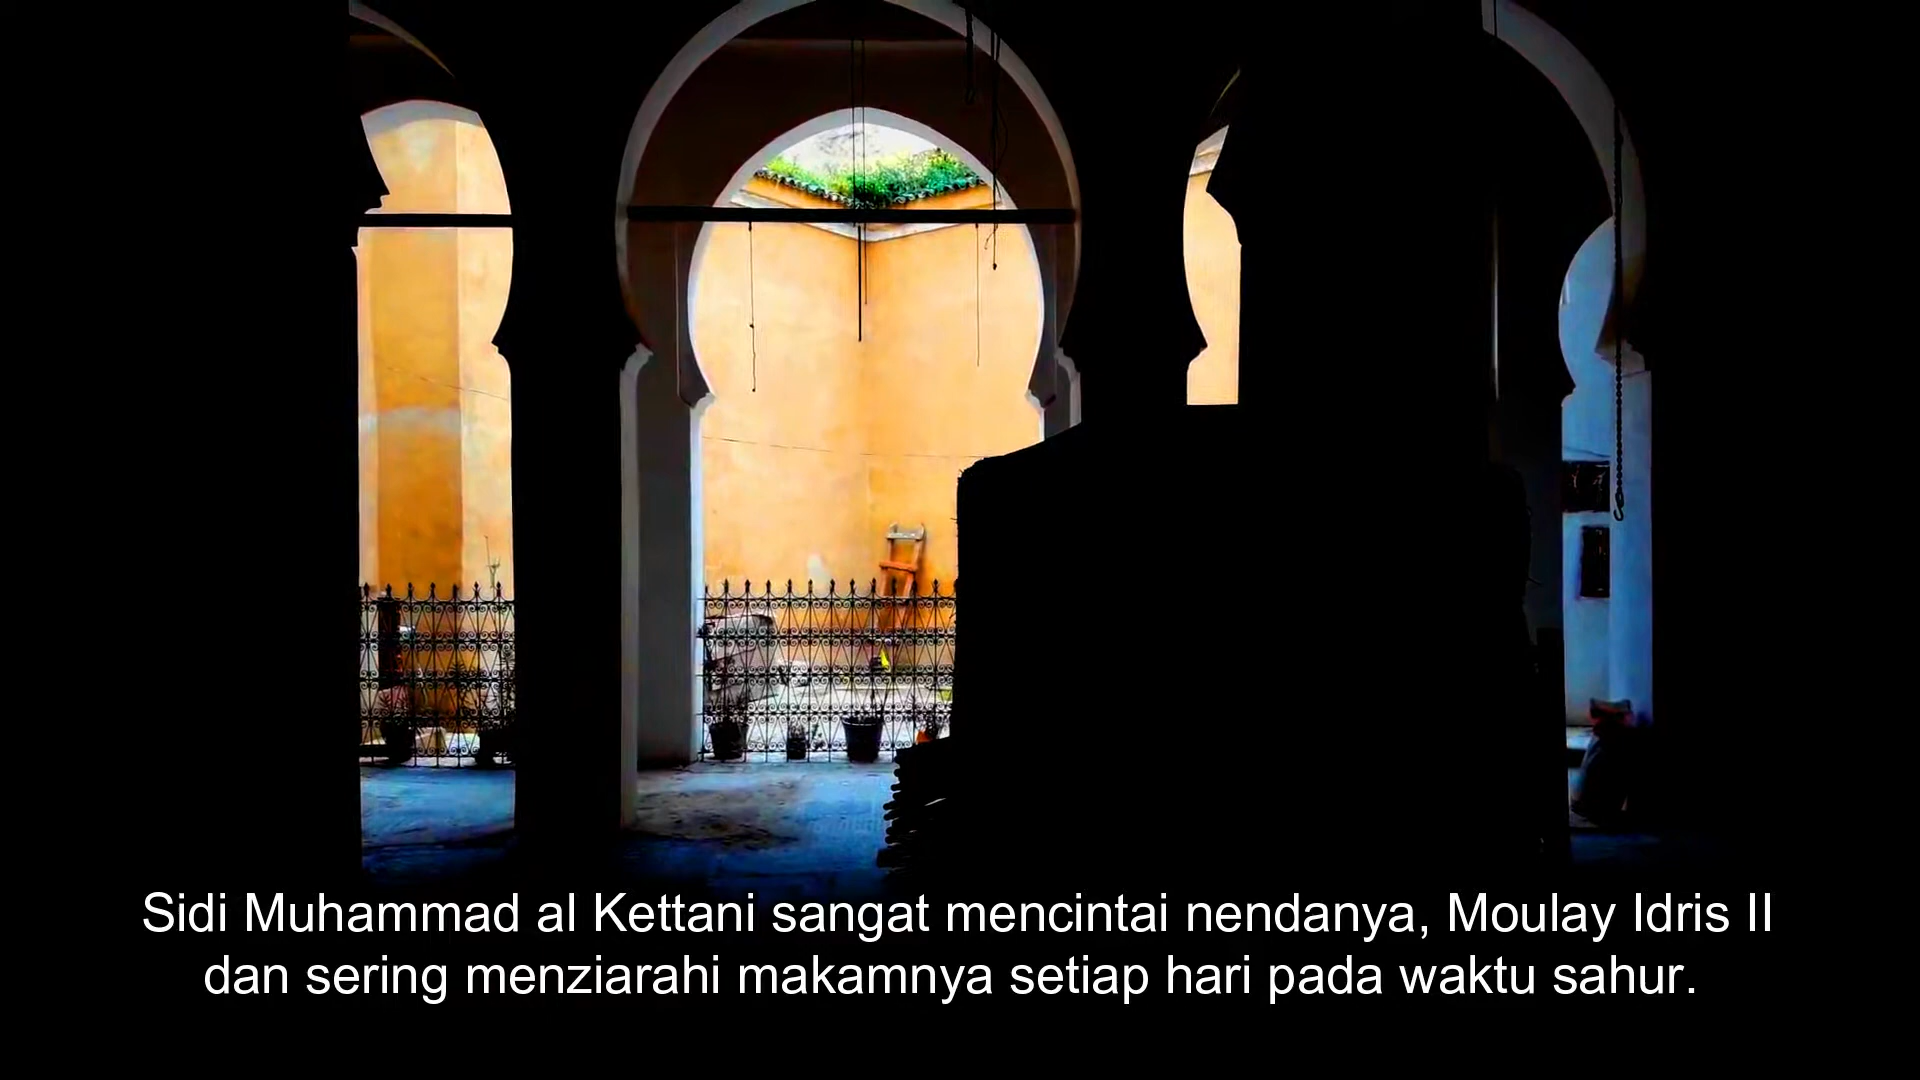 Sidi Muhammad al Kettani sangat mencintai nendanya, Moulay Idris II
dan sering menziarahi makamnya setiap hari pada waktu sahur.